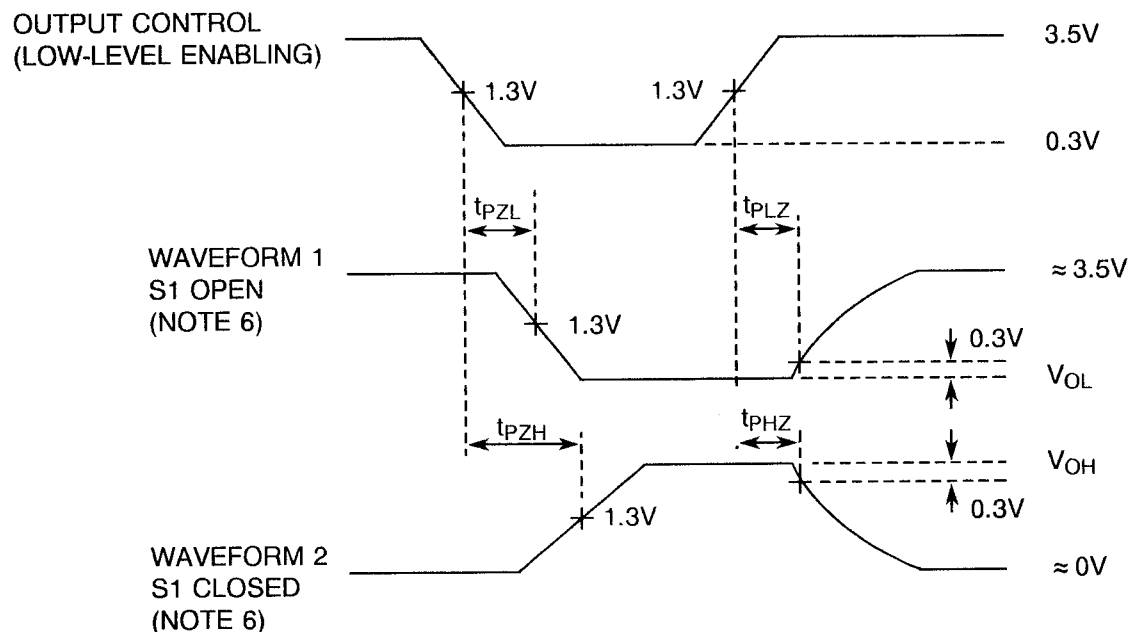 OUTPUT CONTROL
(LOW-LEVEL ENABLING)
3.5V
1.3V
1.3V
0.3V
tPZL
tPLZ
WAVEFORM 1
S1 OPEN
(NOTE 6)
≈ 3.5V
1.3V
0.3V
VOL
tPZH
tPHZ
VOH
1.3V
0.3V
WAVEFORM 2
S1 CLOSED
(NOTE 6)
≈ 0V